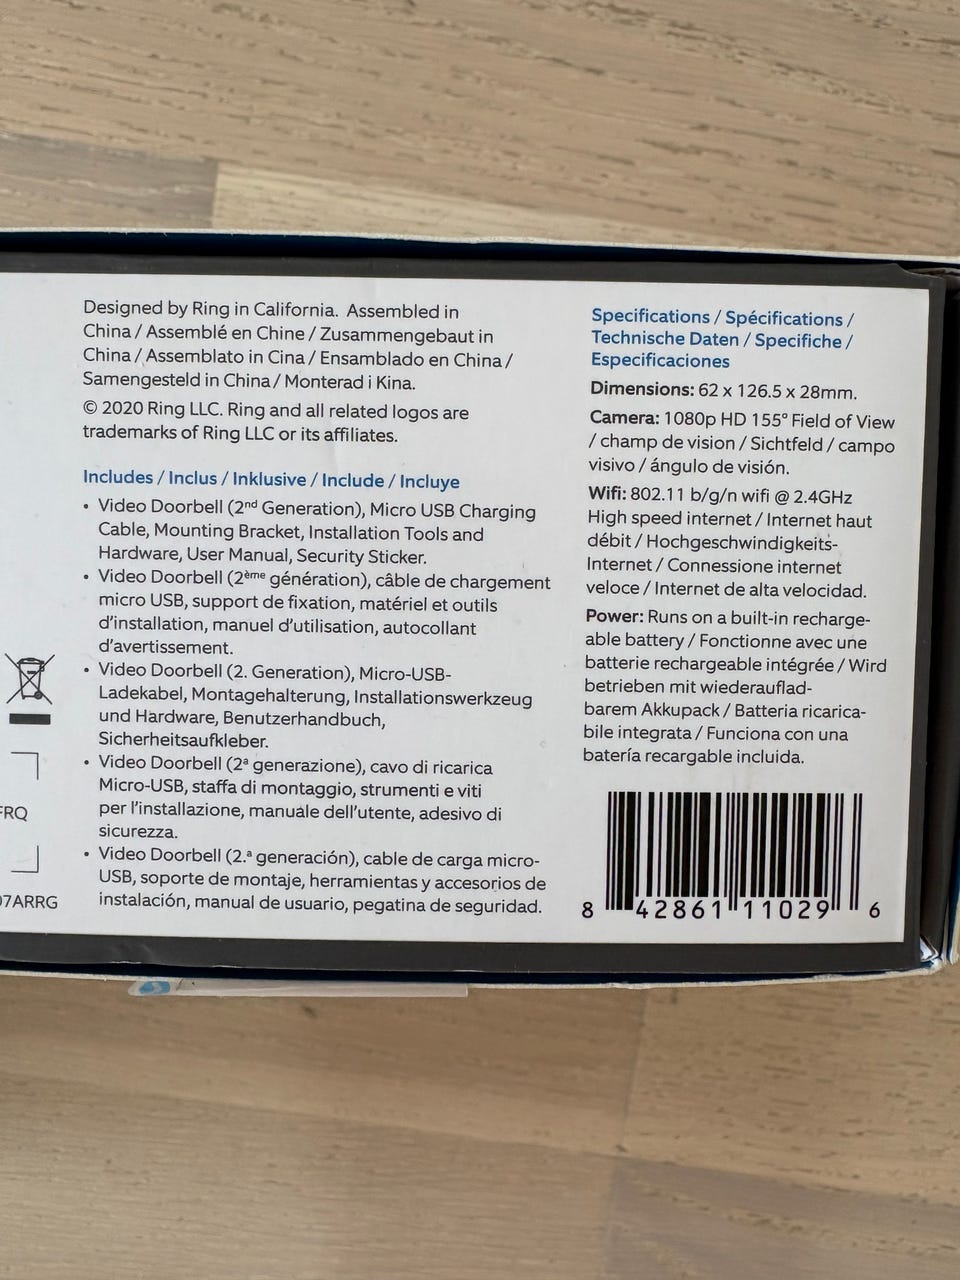 Designed by Ring in California. Assembled in
China / Assemblé en Chine / Zusammengebaut in
China / Assemblato in Cina / Ensamblado en China /
Samengesteld in China / Monterad i Kina.
© 2020 Ring LLC. Ring and all related logos are
trademarks of Ring LLC or its affiliates.
Includes / Inclus / Inklusive / Include / Incluye
• Video Doorbell (2nd Generation), Micro USB Charging
Cable, Mounting Bracket, Installation Tools and
Hardware, User Manual, Security Sticker.
• Video Doorbell (2ème génération), câble de chargement
micro USB, support de fixation, matériel et outils
d'installation, manuel d'utilisation, autocollant
d'avertissement.
• Video Doorbell (2. Generation), Micro-USB-
Ladekabel, Montagehalterung, Installationswerkzeug
und Hardware, Benutzerhandbuch,
Sicherheitsaufkleber.
• Video Doorbell (2ª generazione), cavo di ricarica
Micro-USB, staffa di montaggio, strumenti e viti
per l'installazione, manuale dell'utente, adesivo di
sicurezza.
• Video Doorbell (2.ª generación), cable de carga micro-
USB, soporte de montaje, herramientas y accesorios de
instalación, manual de usuario, pegatina de seguridad.
FRQ
07ARRG
Specifications / Spécifications /
Technische Daten / Specifiche /
Especificaciones
Dimensions: 62 x 126.5 x 28mm.
Camera: 1080p HD 155° Field of View
/ champ de vision / Sichtfeld / campo
visivo / ángulo de visión.
Wifi: 802.11 b/g/n wifi @ 2.4GHz
High speed internet / Internet haut
débit / Hochgeschwindigkeits-
Internet / Connessione internet
veloce / Internet de alta velocidad.
Power: Runs on a built-in recharge-
able battery / Fonctionne avec une
batterie rechargeable intégrée / Wird
betrieben mit wiederauflad-
barem Akkupack / Batteria ricarica-
bile integrata / Funciona con una
batería recargable incluida.
8 42861 11029 6